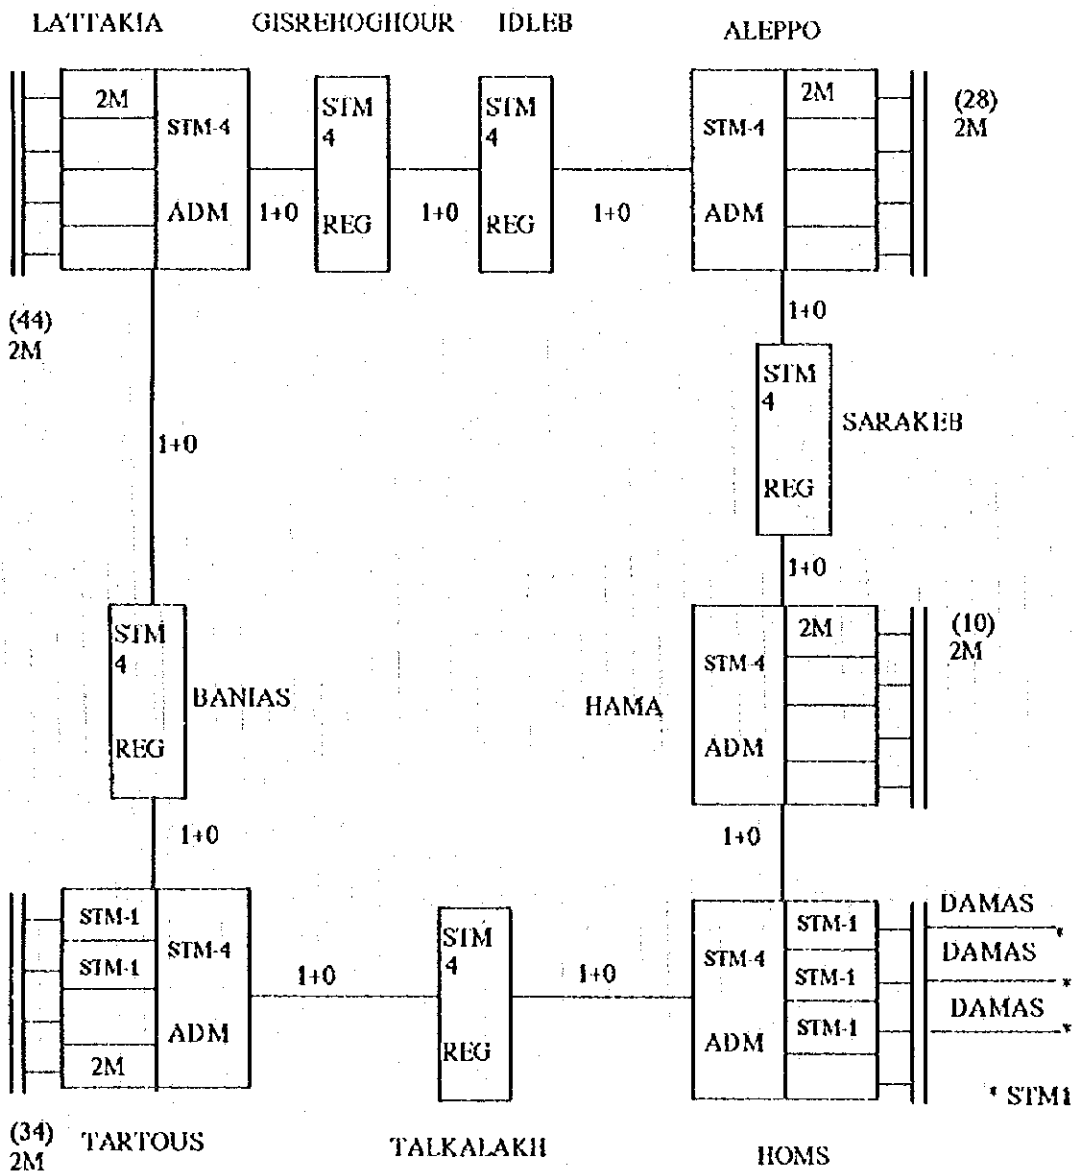 LATTAKIA GISREHOGHOUR IDLEB ALEPPO
2M
STM-4
ADM
(44)
2M
1+0
STM
4
REG
1+0
STM
4
REG
1+0
STM-4
ADM
2M
(28)
2M
1+0
STM
4
REG
SARAKEB
1+0
1+0
STM
4
REG
BANIAS
1+0
HAMA
STM-4
ADM
2M
(10)
2M
1+0
STM-1
STM-1
2M
STM-4
ADM
(34)
2M
TARTOUS
1+0
STM
4
REG
TALKALAKH
1+0
STM-4
ADM
STM-1
STM-1
STM-1
HOMS
DAMAS
*
DAMAS
*
DAMAS
*
* STM1